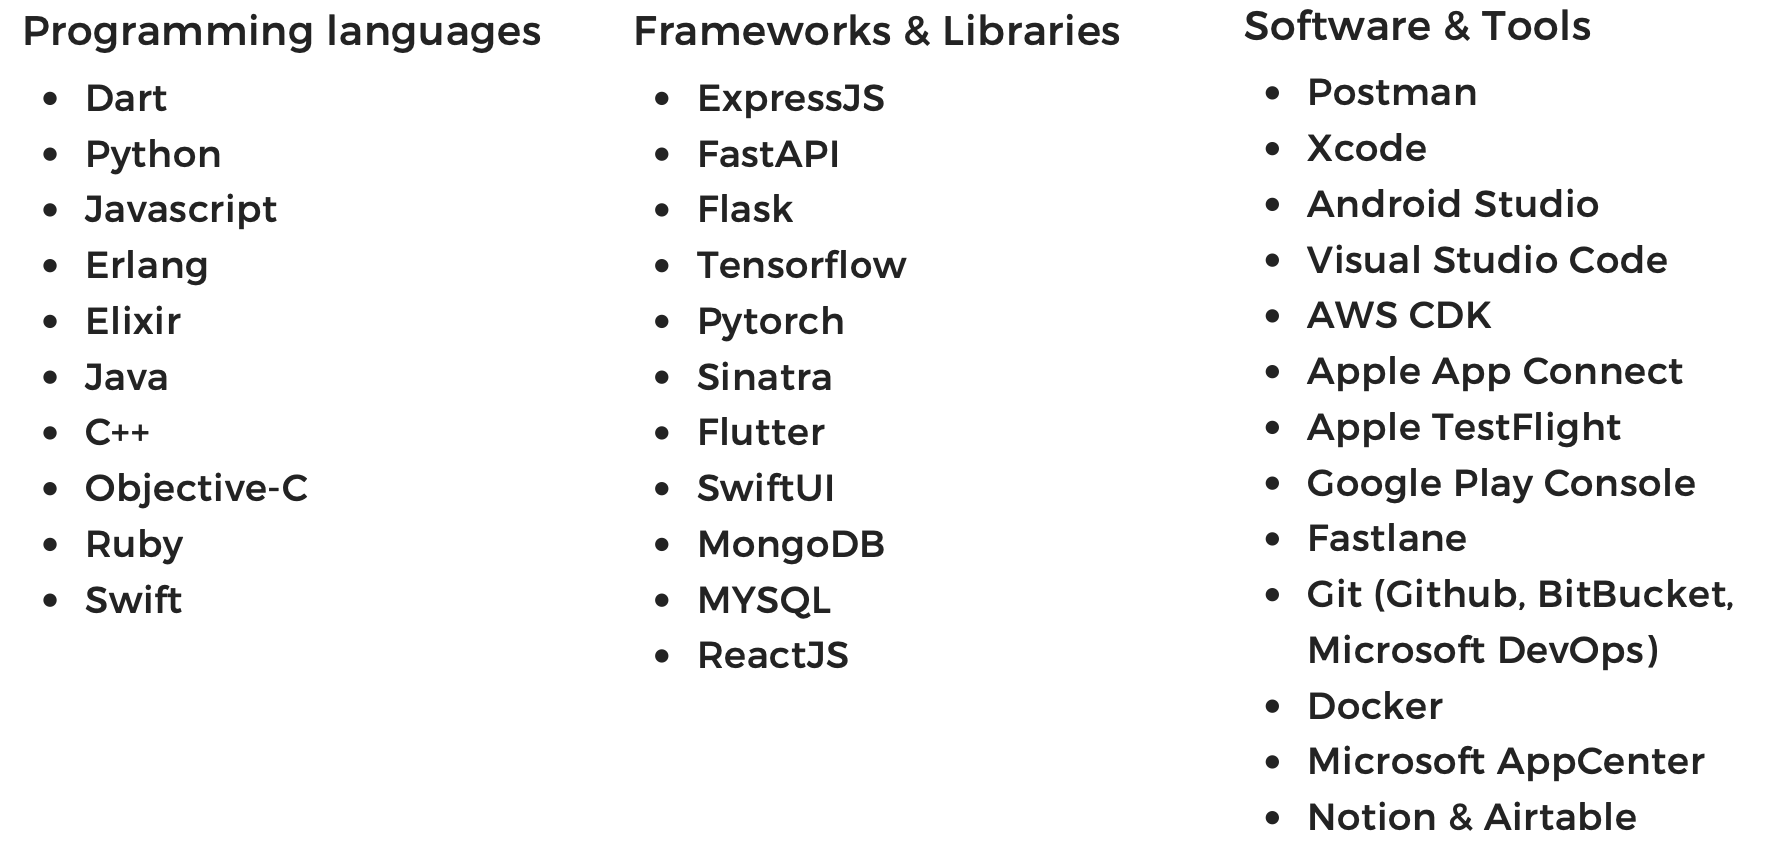 Programming languages
• Dart
• Python
• Javascript
• Erlang
• Elixir
• Java
• C++
• Objective-C
• Ruby
• Swift
Frameworks & Libraries
• ExpressJS
• FastAPI
• Flask
• Tensorflow
• Pytorch
• Sinatra
• Flutter
• SwiftUI
• MongoDB
• MYSQL
• ReactJS
Software & Tools
• Postman
• Xcode
• Android Studio
• Visual Studio Code
• AWS CDK
• Apple App Connect
• Apple TestFlight
• Google Play Console
• Fastlane
• Git (Github, BitBucket,
Microsoft DevOps)
• Docker
• Microsoft AppCenter
• Notion & Airtable